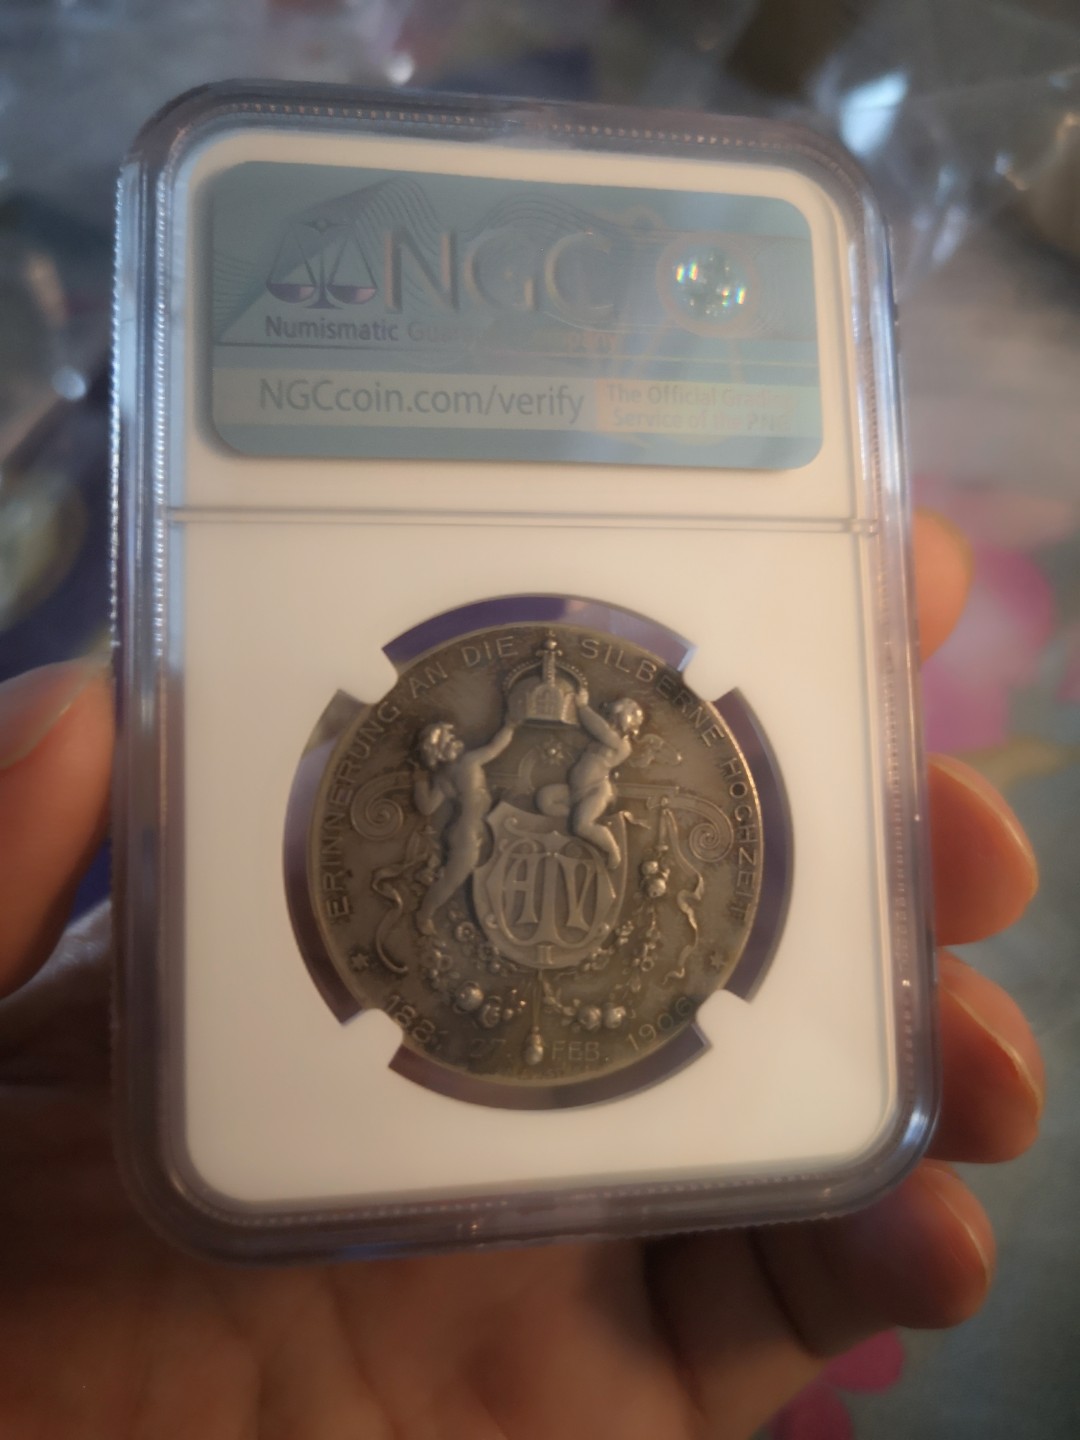 NGC
Numismatic
NGCcoin.com/verify
The Official Grading
Service of the PNG
ERINNERUNG AN DIE SILBERNE HOCHZEIT
1881 27. FEB. 1906